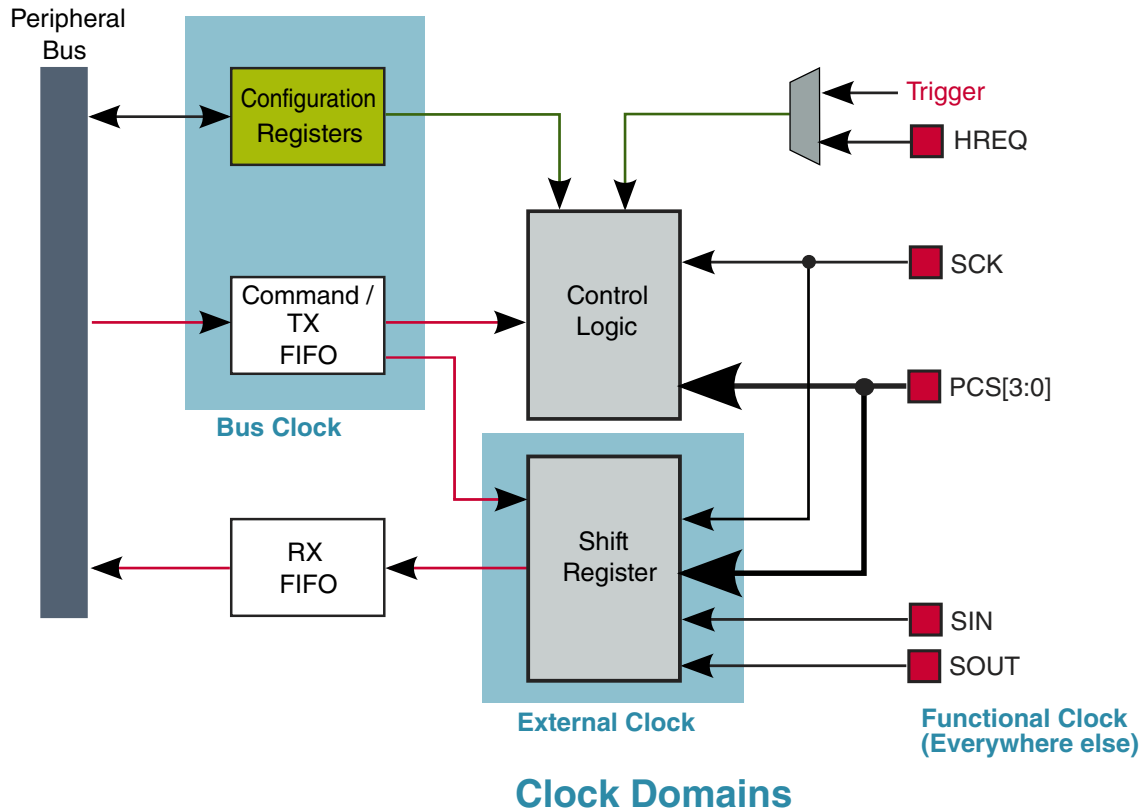 Peripheral
Bus
Configuration
Registers
Trigger
HREQ
Command /
TX
FIFO
Control
Logic
SCK
PCS[3:0]
Bus Clock
RX
FIFO
Shift
Register
SIN
SOUT
External Clock
Functional Clock
(Everywhere else)
Clock Domains